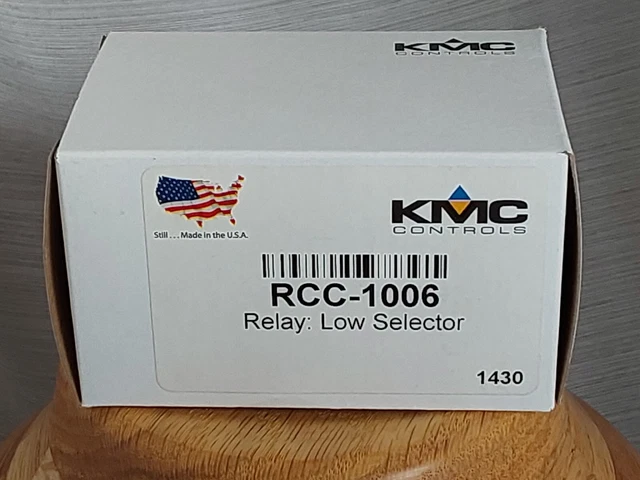 KMC
CONTROLS
KMC
CONTROLS
Still . . . Made in the U.S.A.
RCC-1006
Relay: Low Selector
1430